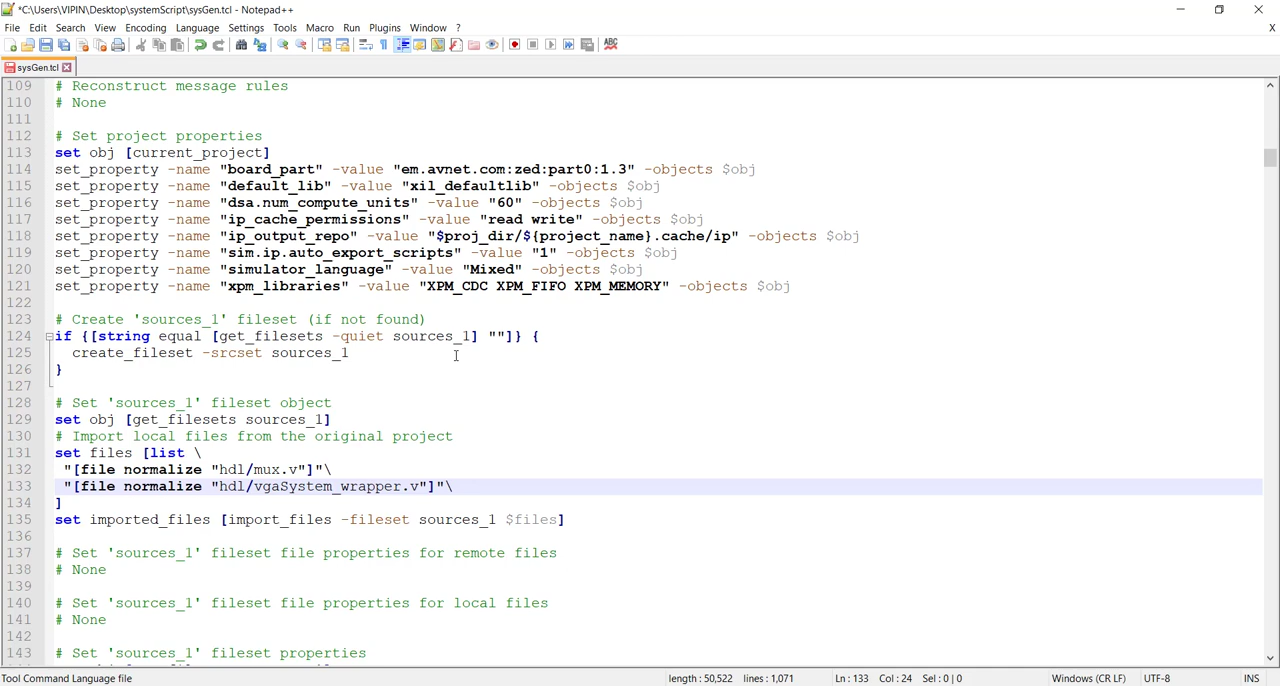 *C:\Users\VIPIN\Desktop\systemScript\sysGen.tcl - Notepad++
File Edit Search View Encoding Language Settings Tools Macro Run Plugins Window ? X
ABC
sysGen.tcl
109 # Reconstruct message rules
110 # None
111
112 # Set project properties
113 set obj [current_project]
114 set_property -name "board_part" -value "em.avnet.com:zed:part0:1.3" -objects $obj
115 set_property -name "default_lib" -value "xil_defaultlib" -objects $obj
116 set_property -name "dsa.num_compute_units" -value "60" -objects $obj
117 set_property -name "ip_cache_permissions" -value "read write" -objects $obj
118 set_property -name "ip_output_repo" -value "$proj_dir/${project_name}.cache/ip" -objects $obj
119 set_property -name "sim.ip.auto_export_scripts" -value "1" -objects $obj
120 set_property -name "simulator_language" -value "Mixed" -objects $obj
121 set_property -name "xpm_libraries" -value "XPM_CDC XPM_FIFO XPM_MEMORY" -objects $obj
122
123 # Create 'sources_1' fileset (if not found)
124 if {[string equal [get_filesets -quiet sources_1] ""]} {
125   create_fileset -srcset sources_1
126 }
127
128 # Set 'sources_1' fileset object
129 set obj [get_filesets sources_1]
130 # Import local files from the original project
131 set files [list \
132  "[file normalize "hdl/mux.v"]"\
133  "[file normalize "hdl/vgaSystem_wrapper.v"]"\
134 ]
135 set imported_files [import_files -fileset sources_1 $files]
136
137 # Set 'sources_1' fileset file properties for remote files
138 # None
139
140 # Set 'sources_1' fileset file properties for local files
141 # None
142
143 # Set 'sources_1' fileset properties
Tool Command Language file length : 50,522 lines : 1,071 Ln : 133 Col : 24 Sel : 0 | 0 Windows (CR LF) UTF-8 INS